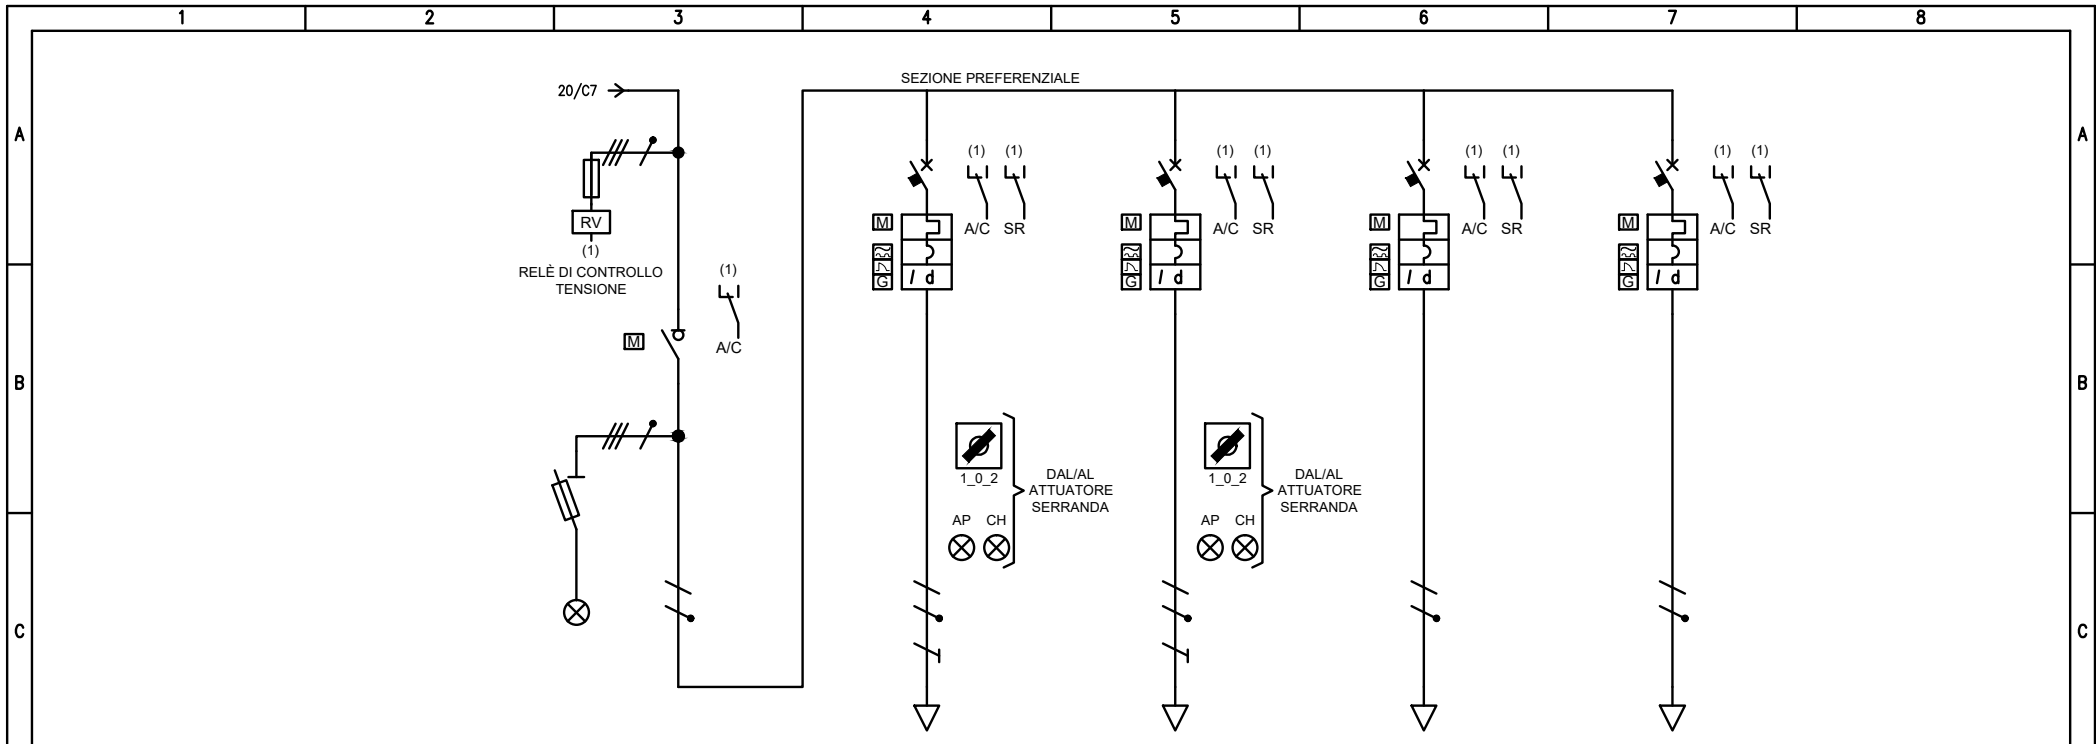 1 2 3 4 5 6 7 8
SEZIONE PREFERENZIALE
20/C7
A A
(1) (1) (1) (1) (1) (1) (1) (1)
RV
M M M M
A/C SR A/C SR A/C SR A/C SR
(1)
RELÈ DI CONTROLLO
TENSIONE
(1)
I d I d I d I d
G G G G
M
A/C
B B
1_0_2 1_0_2
DAL/AL
ATTUATORE
SERRANDA
DAL/AL
ATTUATORE
SERRANDA
AP CH AP CH
C C